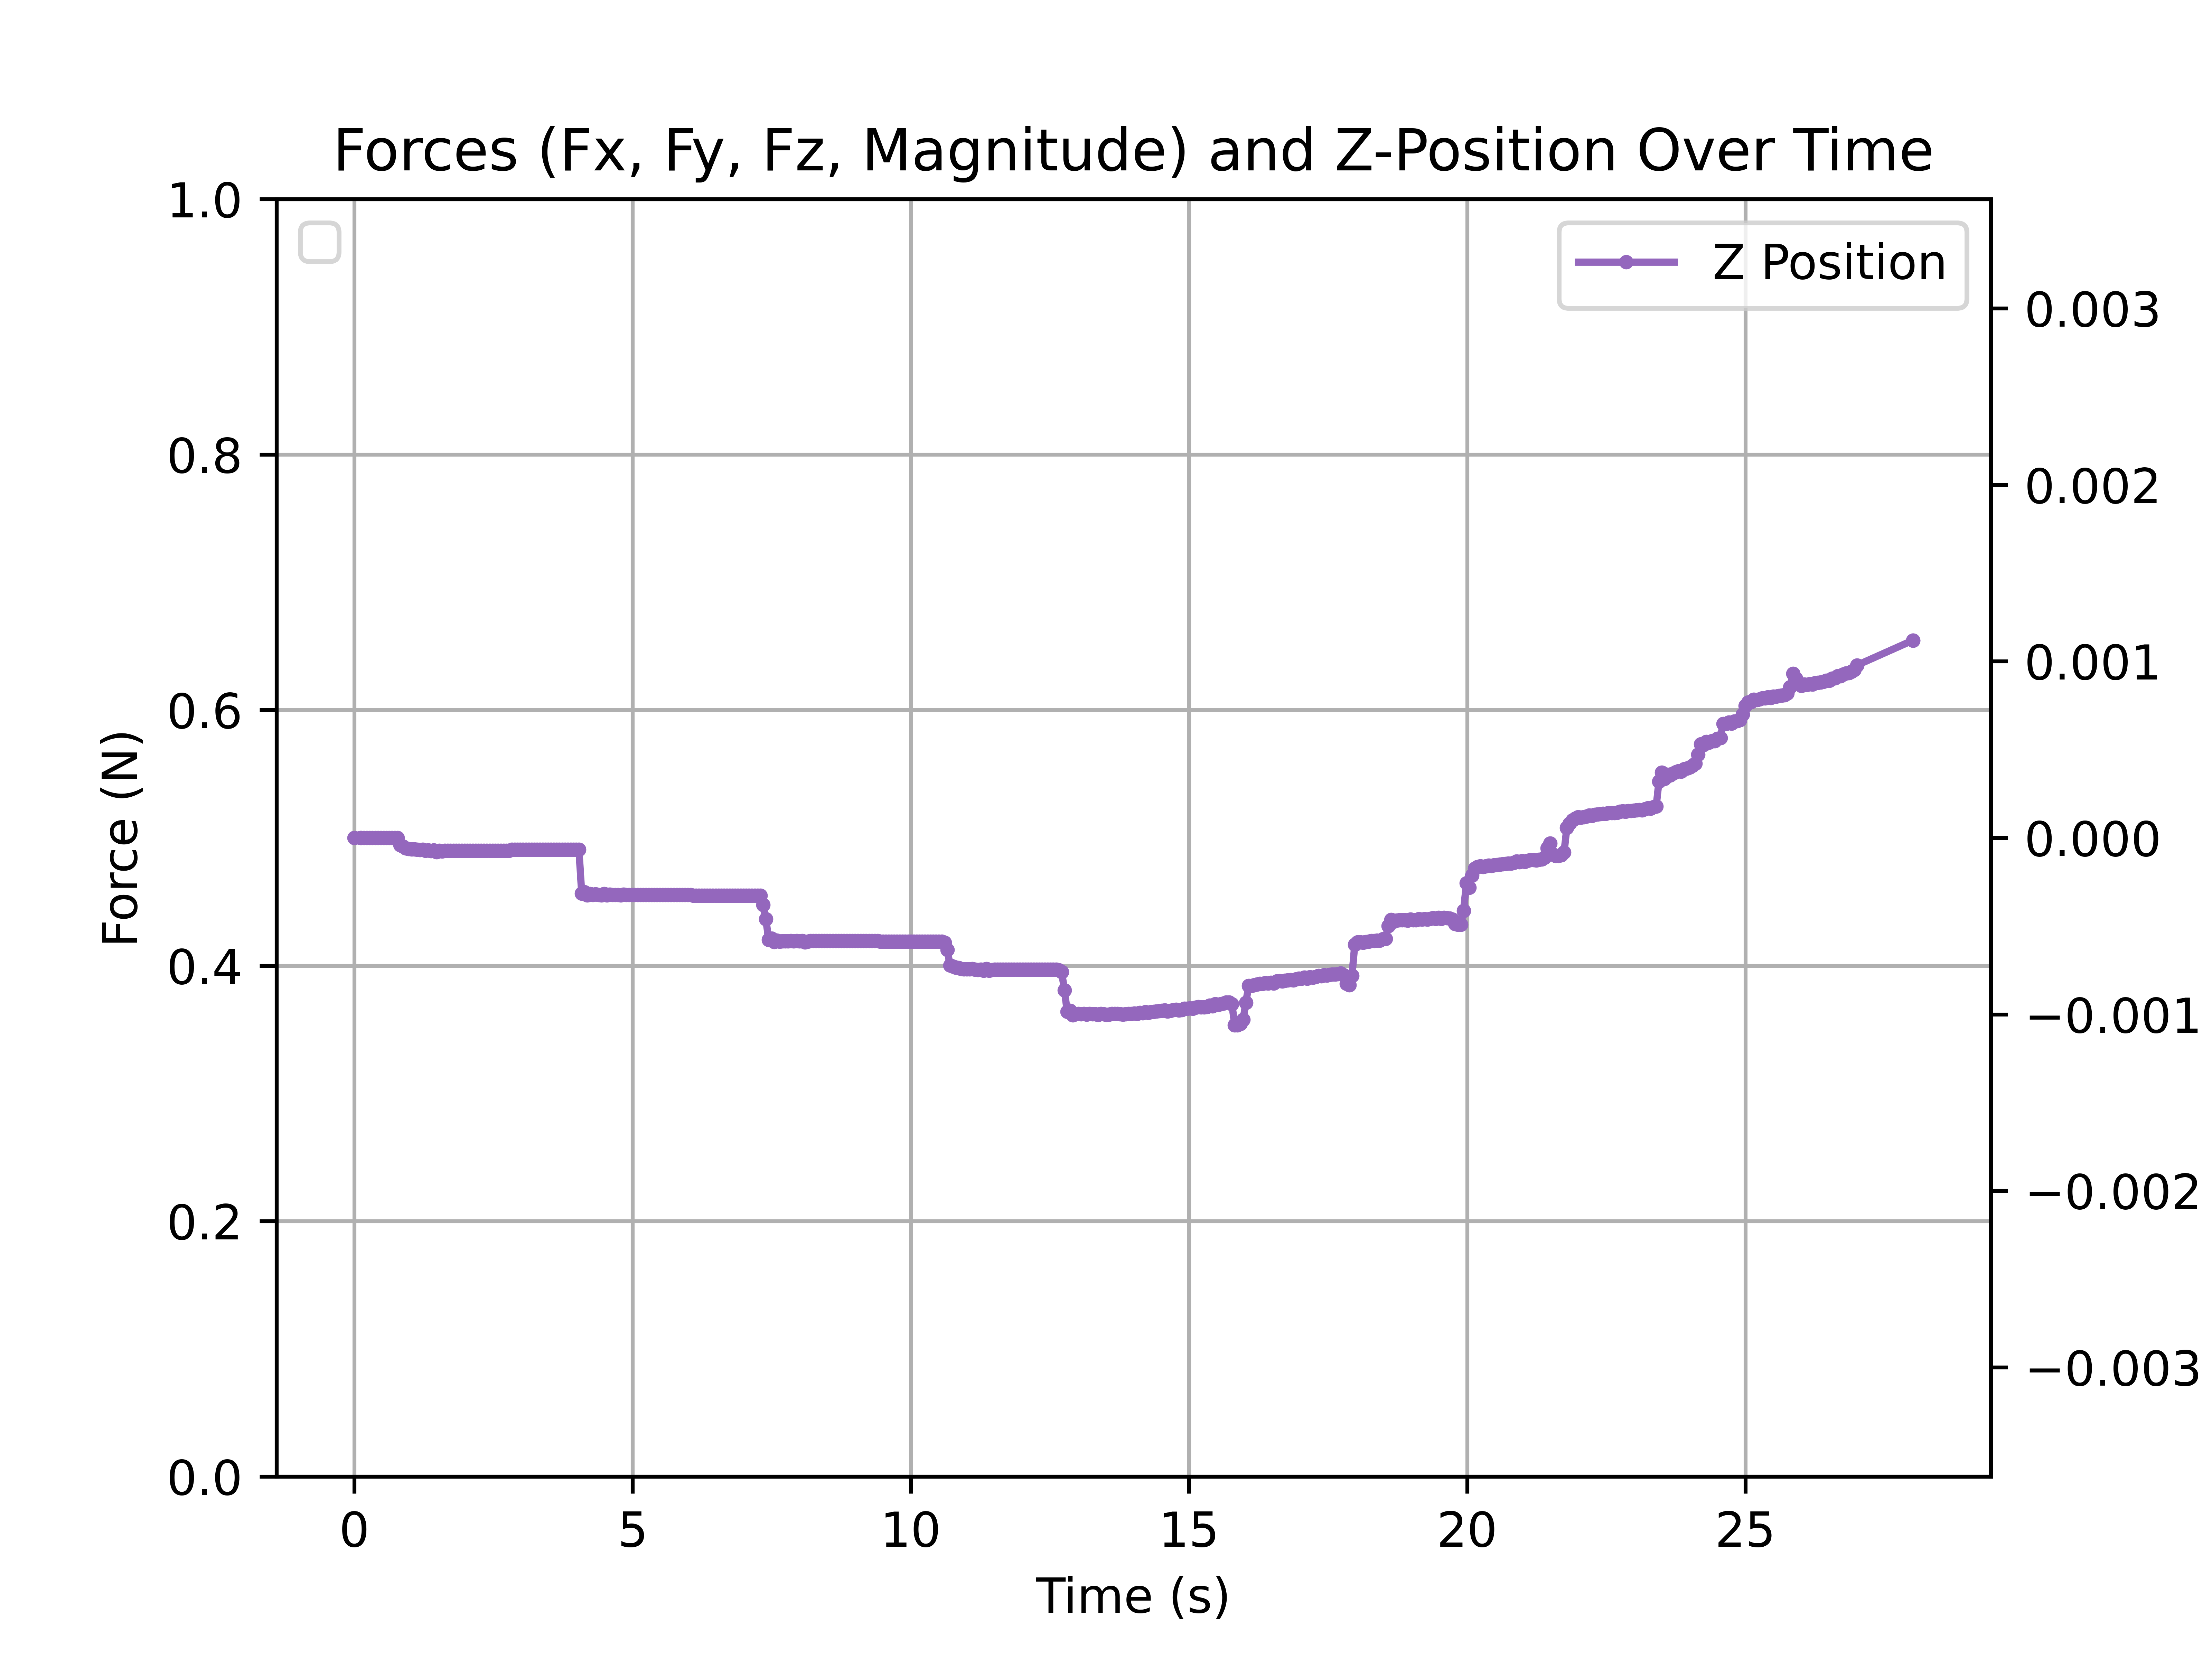 Forces (Fx, Fy, Fz, Magnitude) and Z-Position Over Time
Z Position
1.0
0.8
0.6
0.4
0.2
0.0
Force (N)
0.003
0.002
0.001
0.000
−0.001
−0.002
−0.003
0 5 10 15 20 25
Time (s)